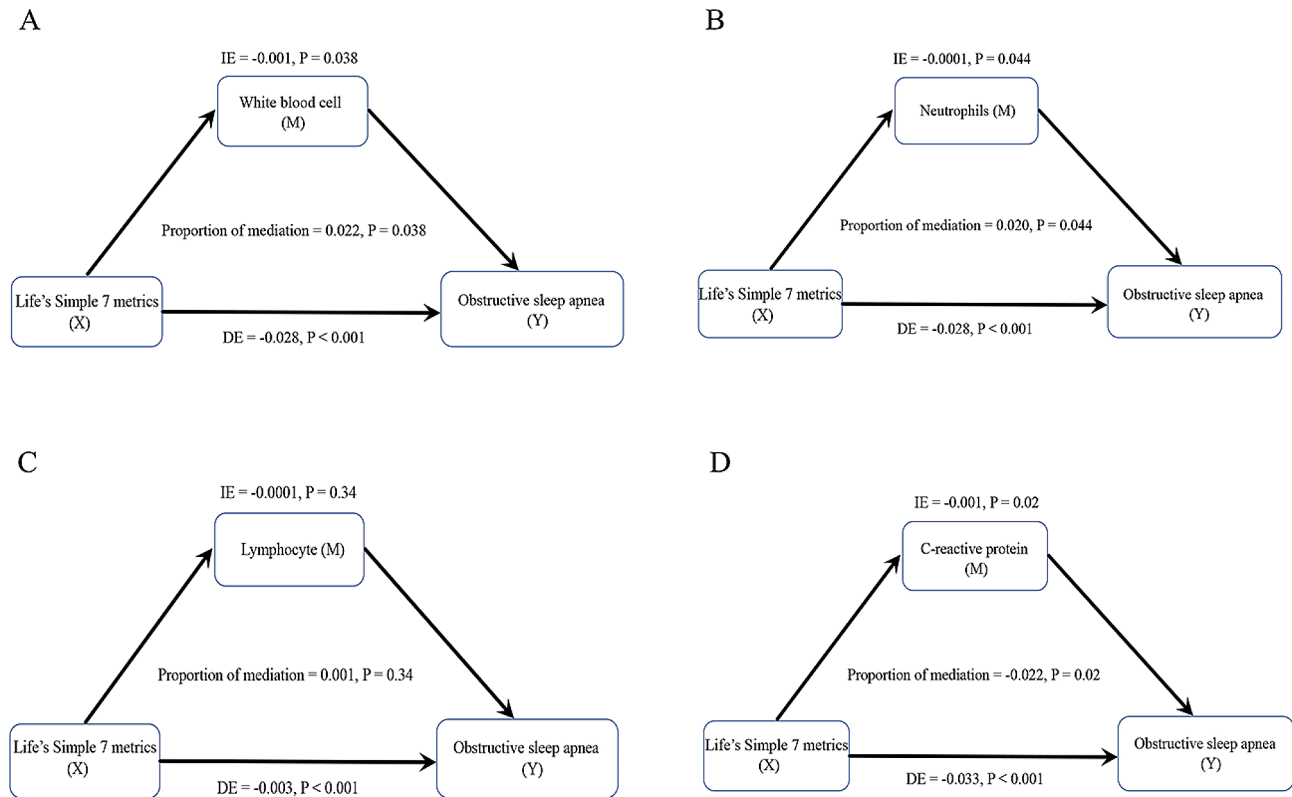 A
IE = -0.001, P = 0.038
White blood cell
(M)
Proportion of mediation = 0.022, P = 0.038
Life's Simple 7 metrics
(X)
Obstructive sleep apnea
(Y)
DE = -0.028, P < 0.001
B
IE = -0.0001, P = 0.044
Neutrophils (M)
Proportion of mediation = 0.020, P = 0.044
Life's Simple 7 metrics
(X)
Obstructive sleep apnea
(Y)
DE = -0.028, P < 0.001
C
IE = -0.0001, P = 0.34
Lymphocyte (M)
Proportion of mediation = 0.001, P = 0.34
Life's Simple 7 metrics
(X)
Obstructive sleep apnea
(Y)
DE = -0.003, P < 0.001
D
IE = -0.001, P = 0.02
C-reactive protein
(M)
Proportion of mediation = -0.022, P = 0.02
Life's Simple 7 metrics
(X)
Obstructive sleep apnea
(Y)
DE = -0.033, P < 0.001